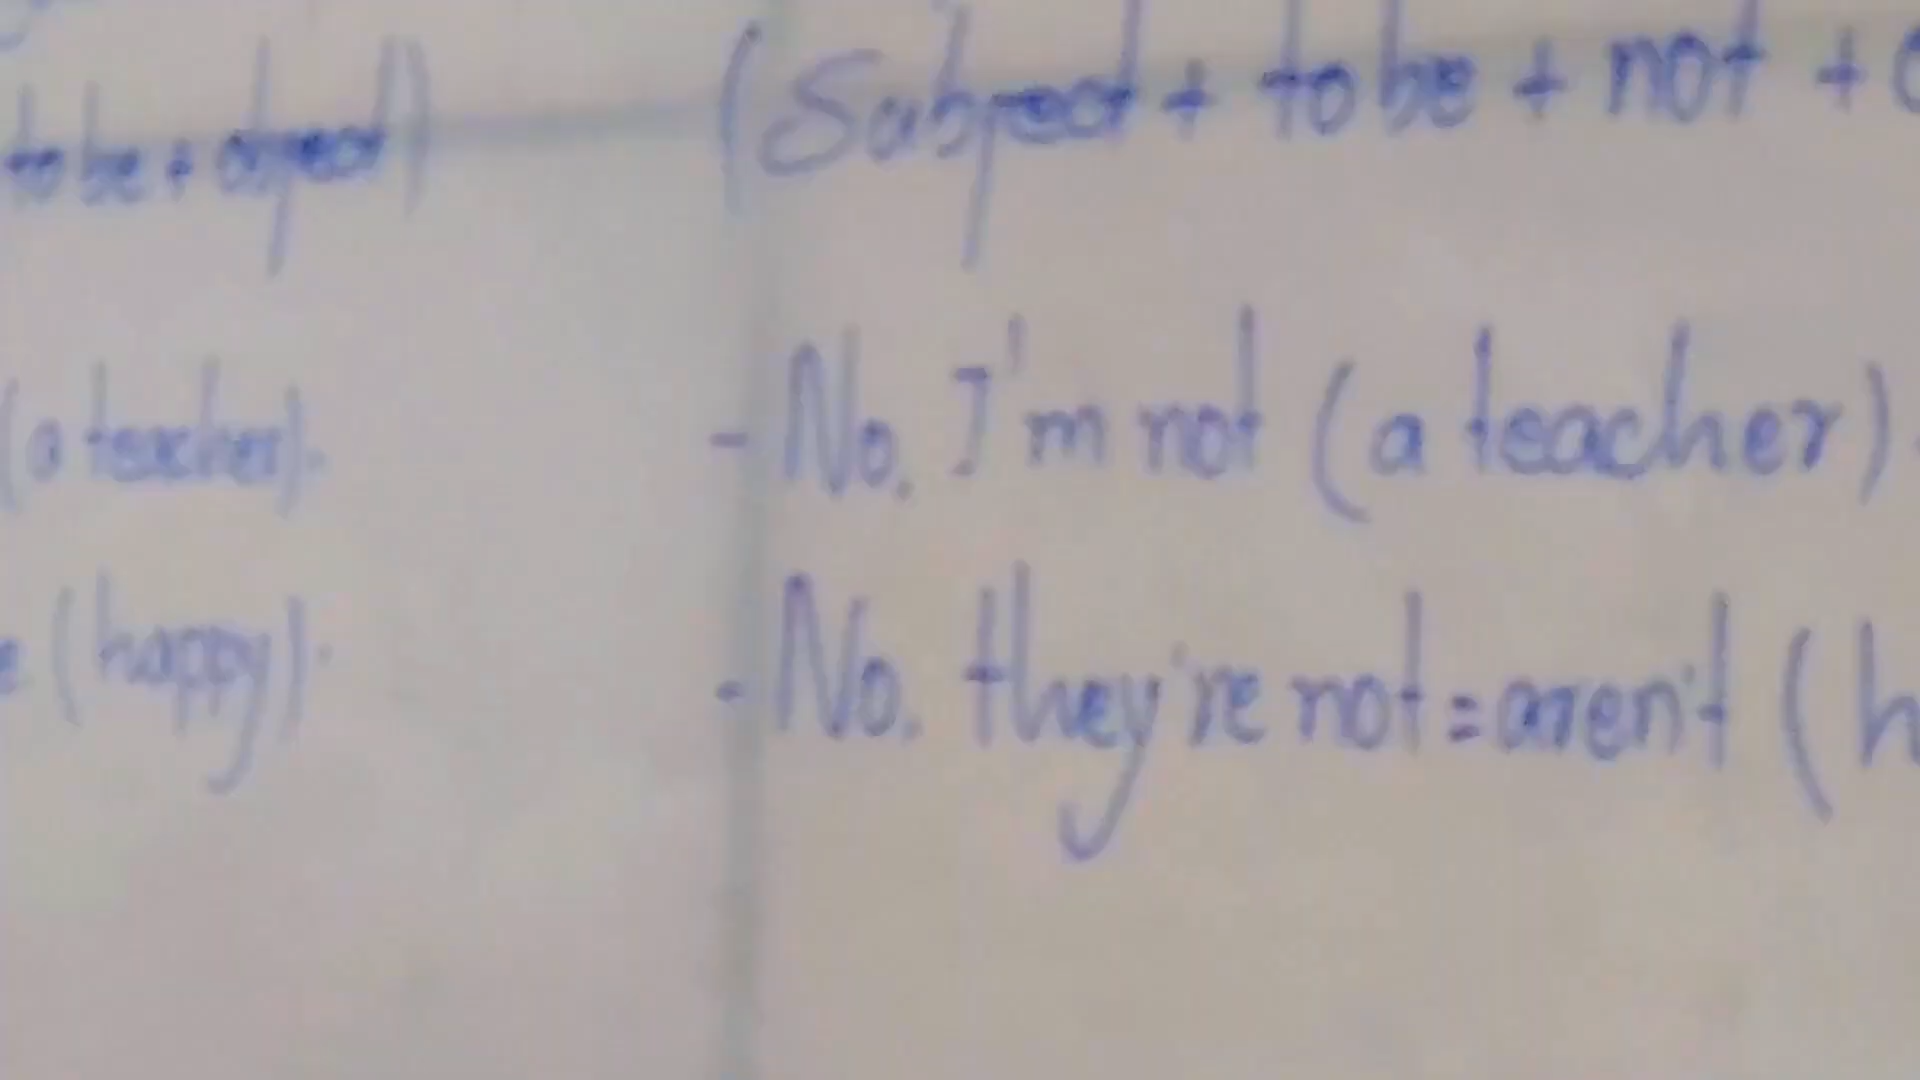 to be + object)
(Subject + to be + not +
(a teacher).
- No. I'm not (a teacher).
(happy).
- No. they're not = aren't (h